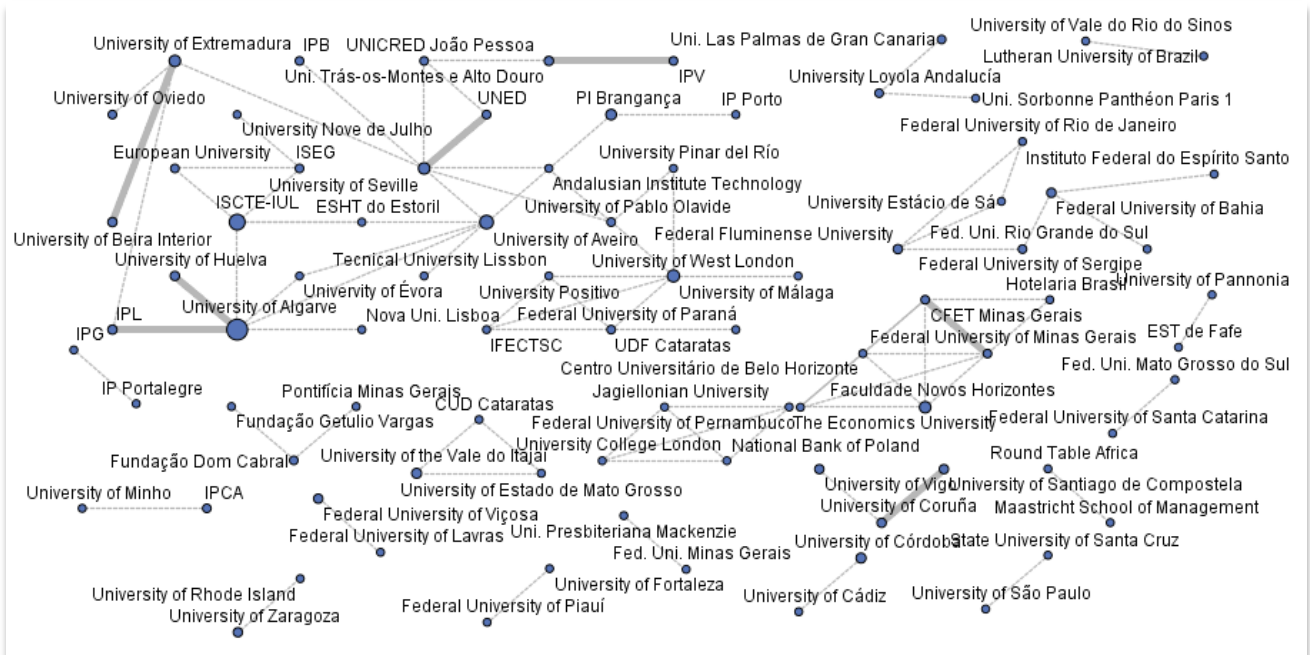 University of Vale do Rio do Sinos
University of Extremadura
IPB
UNICRED João Pessoa
Uni. Las Palmas de Gran Canaria
Lutheran University of Brazil
Uni. Trás-os-Montes e Alto Douro
IPV
University Loyola Andalucía
University of Oviedo
UNED
PI Brangança
IP Porto
Uni. Sorbonne Panthéon Paris 1
University Nove de Julho
Federal University of Rio de Janeiro
European University
ISEG
University Pinar del Río
Instituto Federal do Espírito Santo
University of Seville
Andalusian Institute Technology
ISCTE-IUL
ESHT do Estoril
University of Pablo Olavide
University Estácio de Sá
Federal University of Bahia
University of Beira Interior
University of Aveiro
Federal Fluminense University
Fed. Uni. Rio Grande do Sul
University of Huelva
Tecnical University Lissbon
University of West London
Federal University of Sergipe
University of Pannonia
Univervity of Évora
University Positivo
University of Málaga
Hotelaria Brasil
IPL
University of Algarve
Nova Uni. Lisboa
Federal University of Paraná
CFET Minas Gerais
IPG
IFECTSC
UDF Cataratas
Federal University of Minas Gerais
EST de Fafe
Centro Universitário de Belo Horizonte
Fed. Uni. Mato Grosso do Sul
IP Portalegre
Pontifícia Minas Gerais
Jagiellonian University
Faculdade Novos Horizontes
CUD Cataratas
Fundação Getulio Vargas
Federal University of Pernambuco
The Economics University
Federal University of Santa Catarina
University College London
National Bank of Poland
Fundação Dom Cabral
University of the Vale do Itajaí
Round Table Africa
University of Minho
IPCA
University of Estado de Mato Grosso
University of Vigo
University of Santiago de Compostela
Federal University of Viçosa
University of Coruña
Maastricht School of Management
Federal University of Lavras
Uni. Presbiteriana Mackenzie
University of Córdoba
State University of Santa Cruz
Fed. Uni. Minas Gerais
University of Rhode Island
University of Fortaleza
University of Cádiz
University of São Paulo
University of Zaragoza
Federal University of Piauí